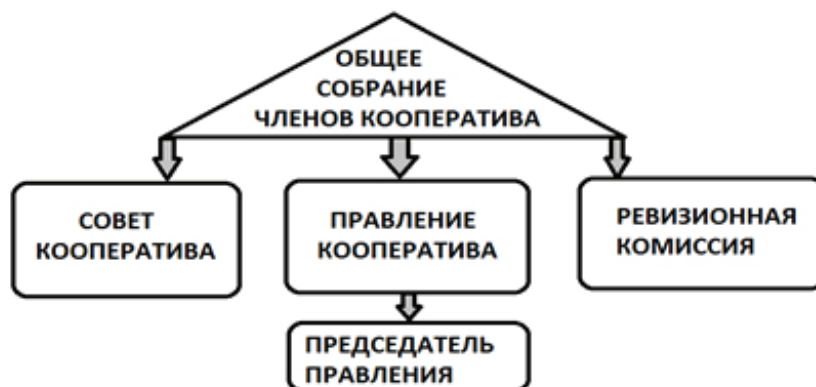 ОБЩЕЕ
СОБРАНИЕ
ЧЛЕНОВ КООПЕРАТИВА
СОВЕТ
КООПЕРАТИВА
ПРАВЛЕНИЕ
КООПЕРАТИВА
РЕВИЗИОННАЯ
КОМИССИЯ
ПРЕДСЕДАТЕЛЬ
ПРАВЛЕНИЯ